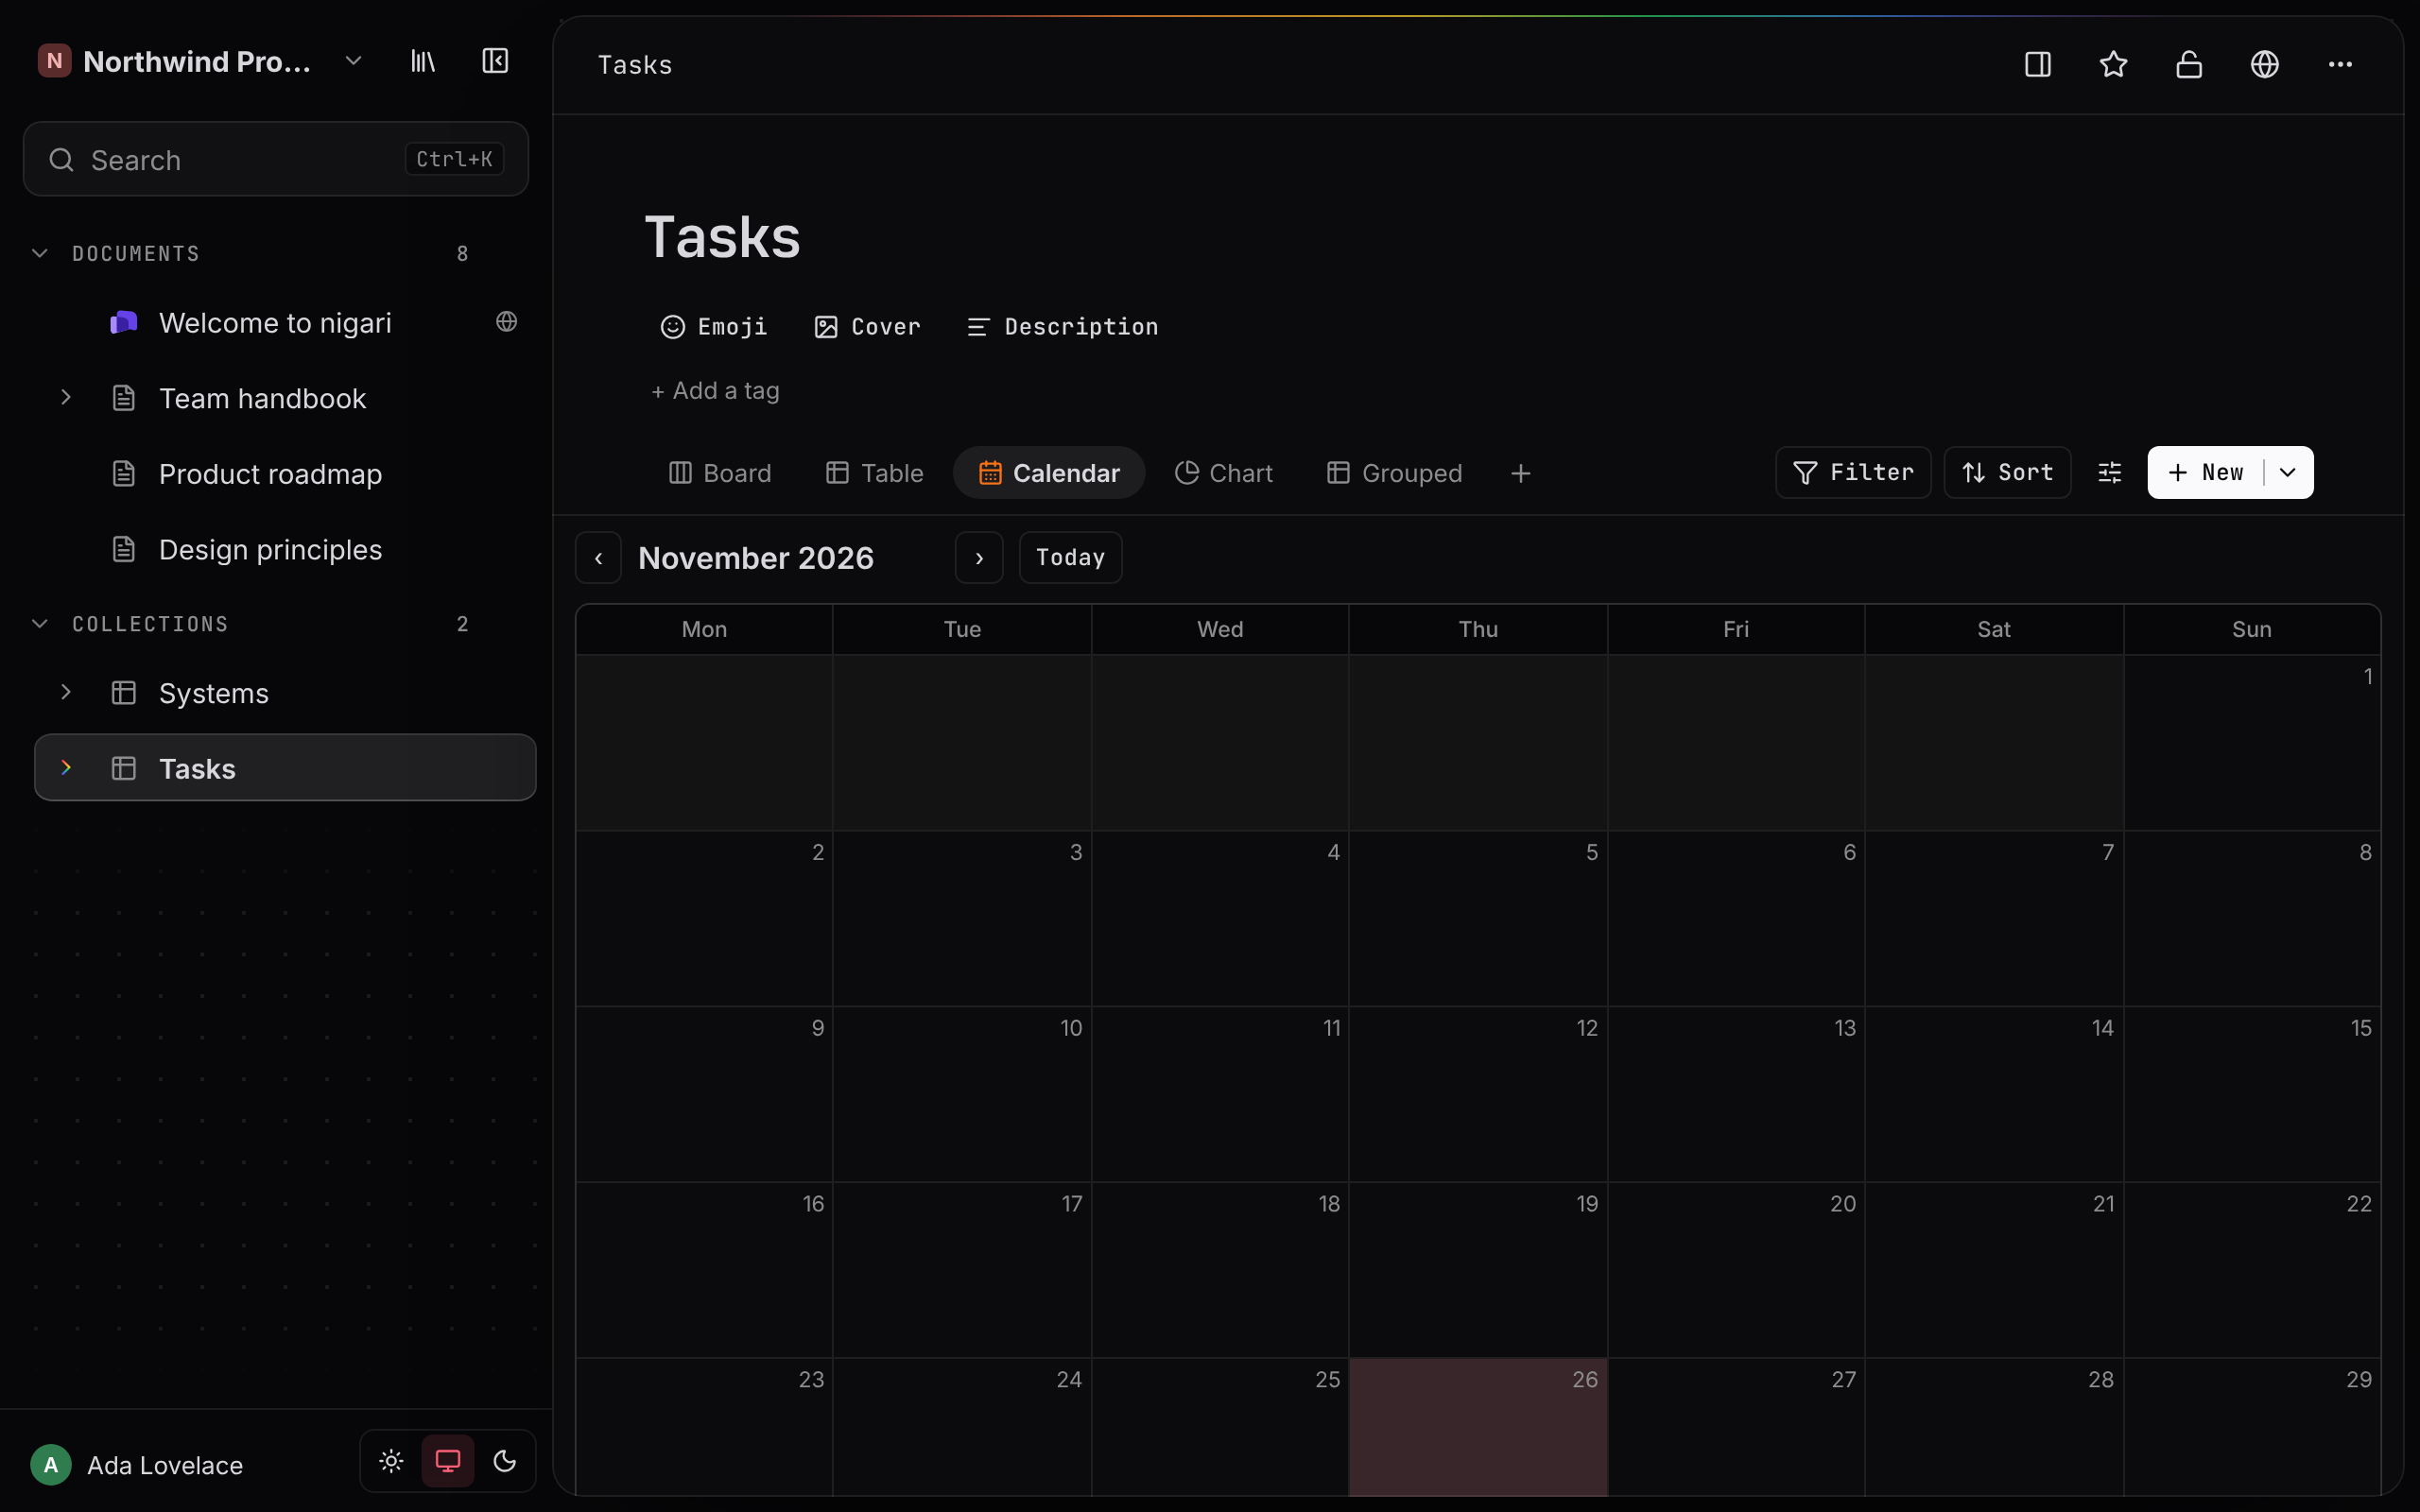 N Northwind Pro...
Search Ctrl+K
DOCUMENTS 8
Welcome to nigari
Team handbook
Product roadmap
Design principles
COLLECTIONS 2
Systems
Tasks
A Ada Lovelace
Tasks
Tasks
Emoji Cover Description
+ Add a tag
Board Table Calendar Chart Grouped +
Filter Sort + New
‹ November 2026 › Today
Mon Tue Wed Thu Fri Sat Sun
1
2 3 4 5 6 7 8
9 10 11 12 13 14 15
16 17 18 19 20 21 22
23 24 25 26 27 28 29